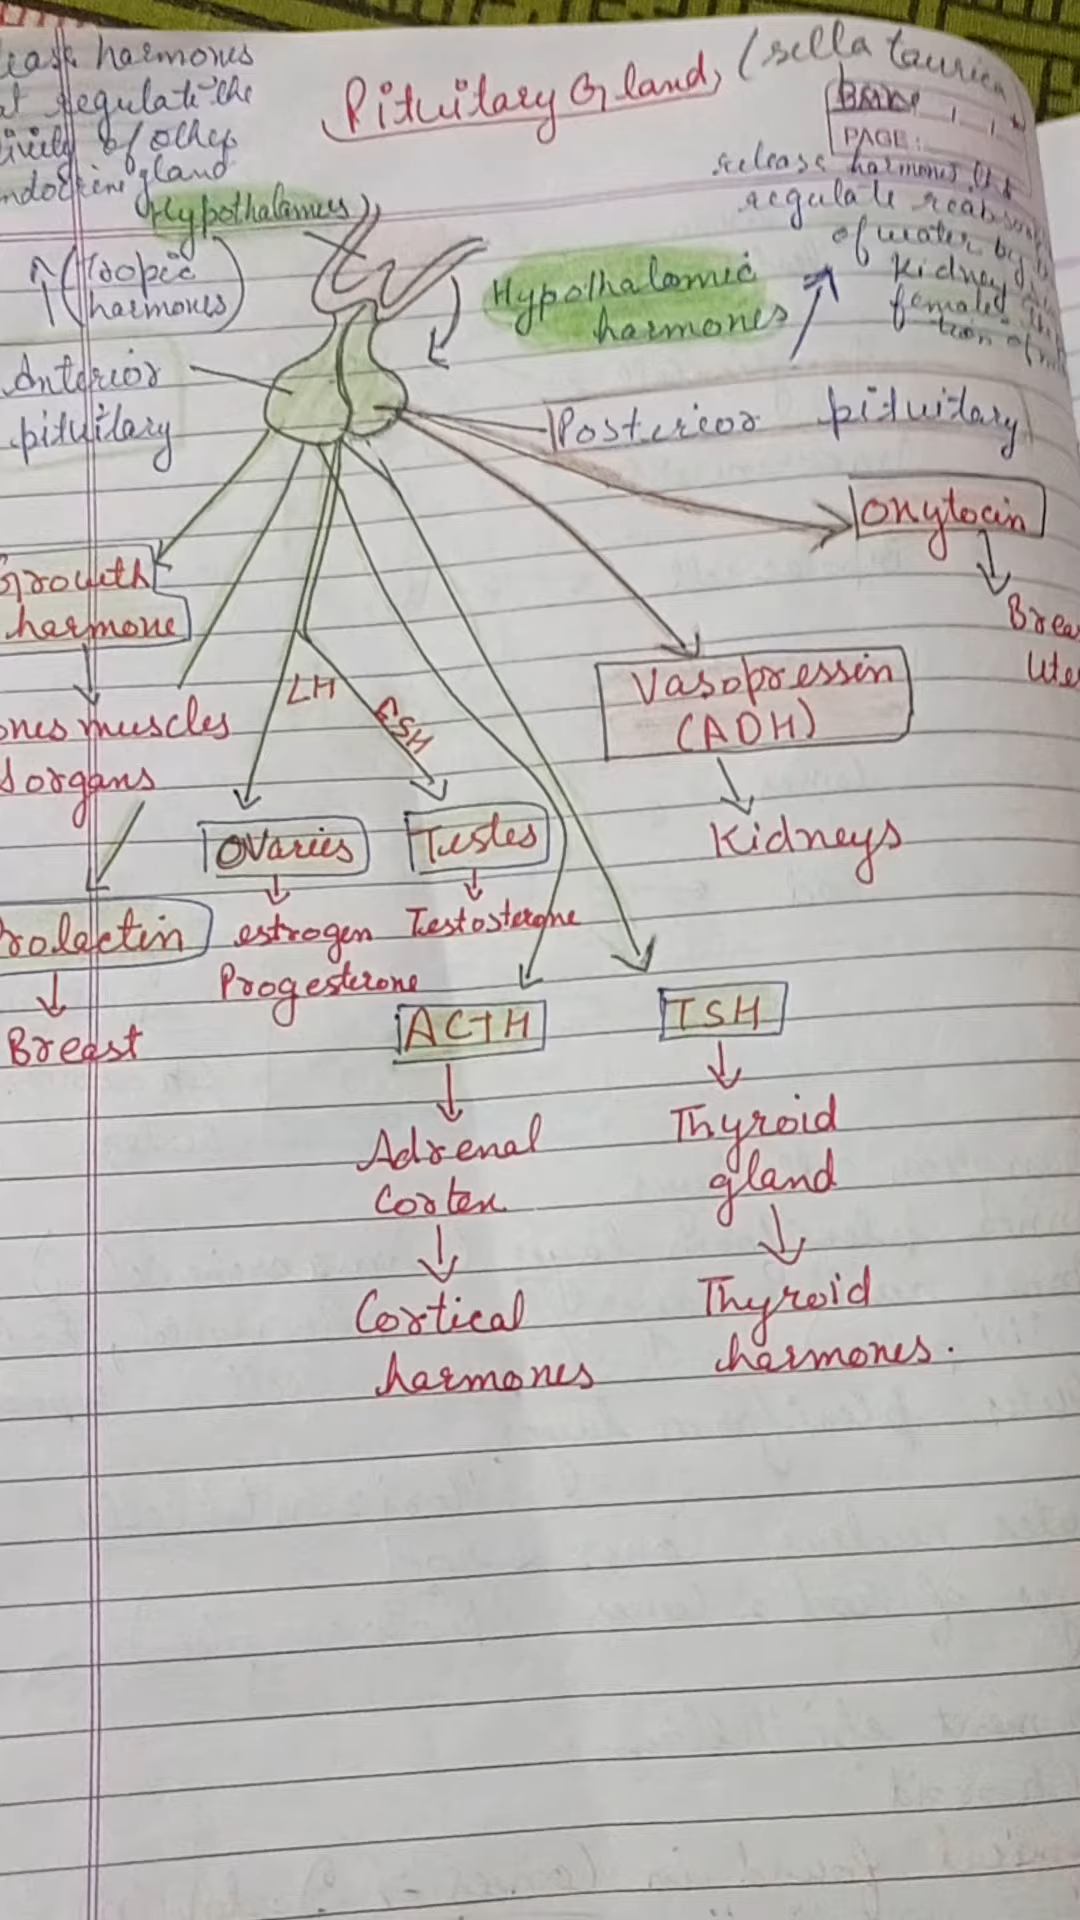 harmones
regulate the
of other
gland
Pituitary Gland, (sella
PAGE:
release harmones
regulate
of water by
kidney
female
Hypothalamus
(Tropic
harmones)
Hypothalamic
harmones
Anterior
pituitary
Posterior pituitary
Oxytocin
Growth
harmone
muscles
organs
LH
FSH
Vasopressin
(ADH)
Kidneys
Ovaries
Testes
estrogen
Progesterone
Testosterone
Breast
ACTH
TSH
Adrenal
Cortex
Thyroid
gland
Cortical
harmones
Thyroid
harmones.